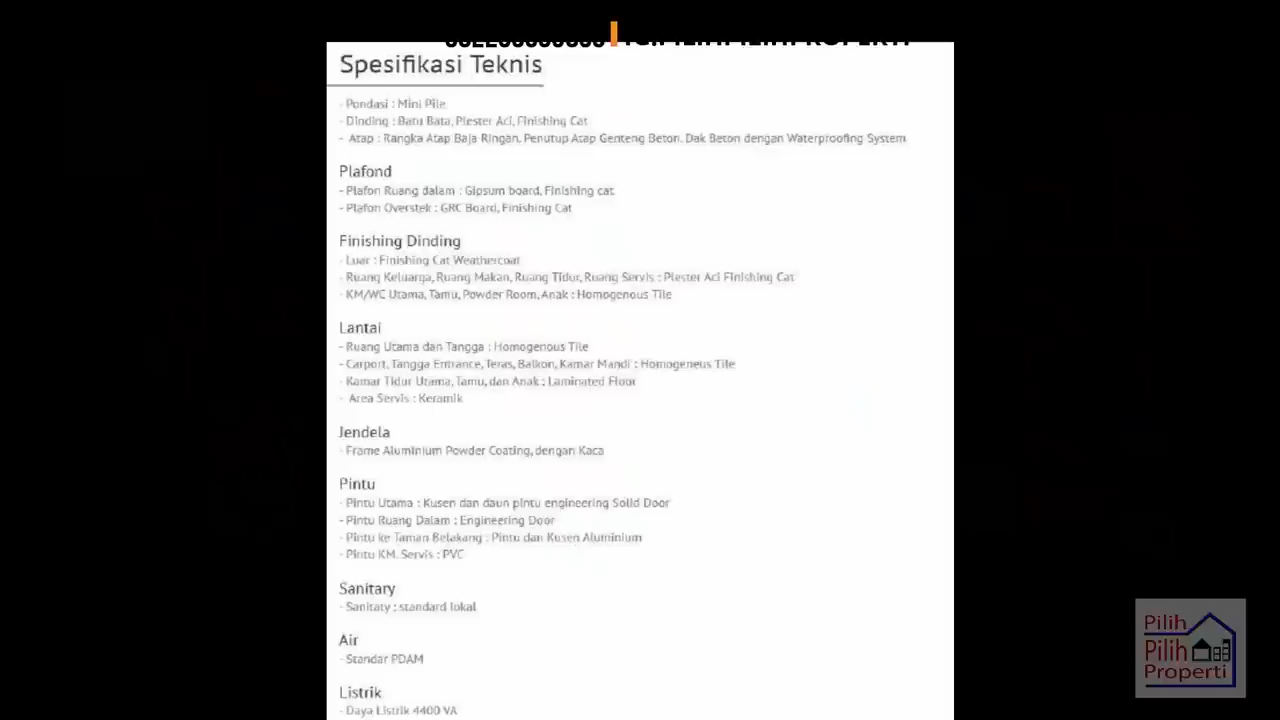 Spesifikasi Teknis
- Pondasi : Mini Pile
- Dinding : Batu Bata, Plester Aci, Finishing Cat
- Atap : Rangka Atap Baja Ringan, Penutup Atap Genteng Beton. Dak Beton dengan Waterproofing System
Plafond
- Plafon Ruang dalam : Gipsum board, Finishing cat
- Plafon Overstek : GRC Board, Finishing Cat
Finishing Dinding
- Luar : Finishing Cat Weathercoat
- Ruang Keluarga, Ruang Makan, Ruang Tidur, Ruang Servis : Plester Aci Finishing Cat
- KM/WC Utama, Tamu, Powder Room, Anak : Homogenous Tile
Lantai
- Ruang Utama dan Tangga : Homogenous Tile
- Carport, Tangga Entrance, Teras, Balkon, Kamar Mandi : Homogeneus Tile
- Kamar Tidur Utama, Tamu, dan Anak : Laminated Floor
- Area Servis : Keramik
Jendela
- Frame Aluminium Powder Coating, dengan Kaca
Pintu
- Pintu Utama : Kusen dan daun pintu engineering Solid Door
- Pintu Ruang Dalam : Engineering Door
- Pintu ke Taman Belakang : Pintu dan Kusen Aluminium
- Pintu KM. Servis : PVC
Sanitary
- Sanitaty : standard lokal
Air
- Standar PDAM
Listrik
- Daya Listrik 4400 VA
Pilih
Pilih
Properti